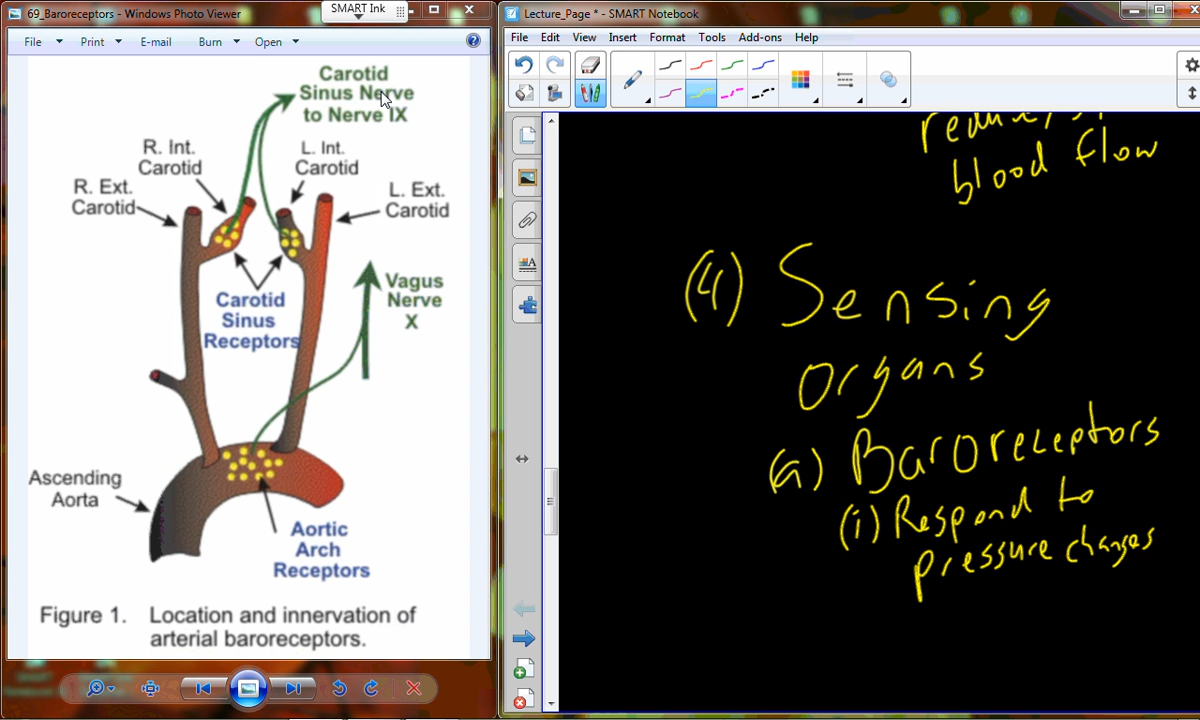 69_Baroreceptors - Windows Photo Viewer
SMART Ink
File Print E-mail Burn Open
Carotid
Sinus Nerve
to Nerve IX
R. Int.
Carotid
L. Int.
Carotid
R. Ext.
Carotid
L. Ext.
Carotid
Carotid
Sinus
Receptors
Vagus
Nerve
X
Ascending
Aorta
Aortic
Arch
Receptors
Figure 1. Location and innervation of
arterial baroreceptors.
Lecture_Page * - SMART Notebook
File Edit View Insert Format Tools Add-ons Help
blood flow
(4) Sensing
Organs
(a) Baroreceptors
(i) Respond to
pressure changes